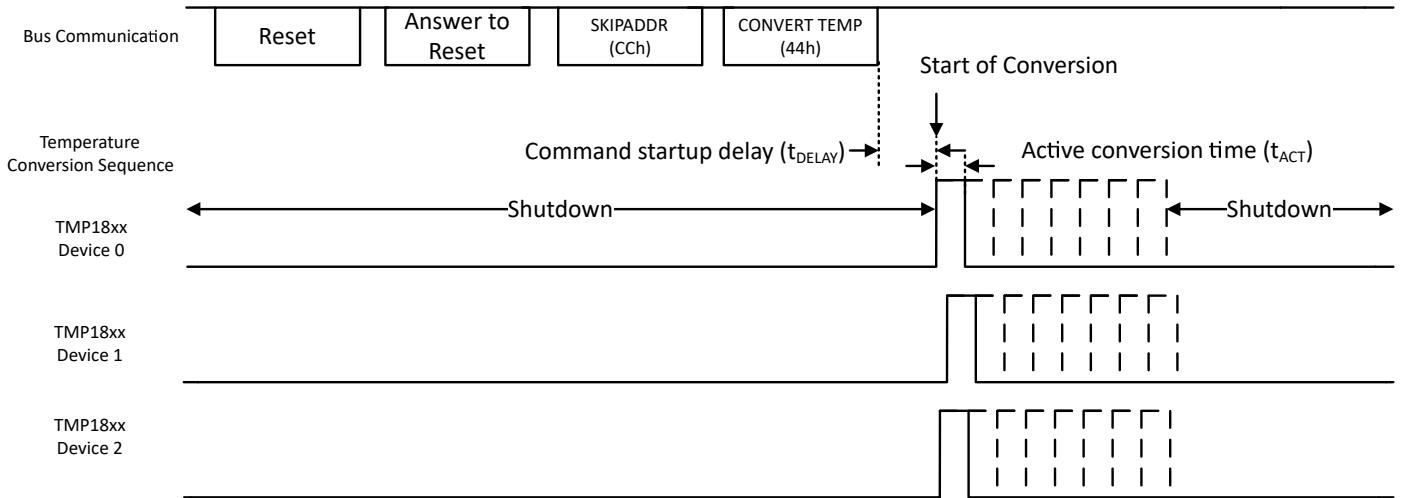 Bus Communication
Reset
Answer to
Reset
SKIPADDR
(CCh)
CONVERT TEMP
(44h)
Start of Conversion
Temperature
Conversion Sequence
Command startup delay (tDELAY)
Active conversion time (tACT)
Shutdown
Shutdown
TMP18xx
Device 0
TMP18xx
Device 1
TMP18xx
Device 2